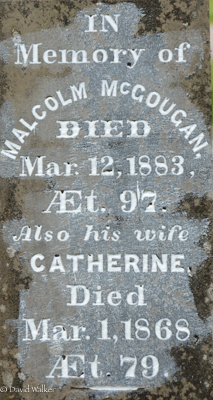 IN
Memory of
MALCOLM McGOUGAN,
DIED
Mar. 12, 1883,
Æt. 97.
Also his wife
CATHERINE.
Died
Mar. 1, 1868
Æt. 79.
© David Walker